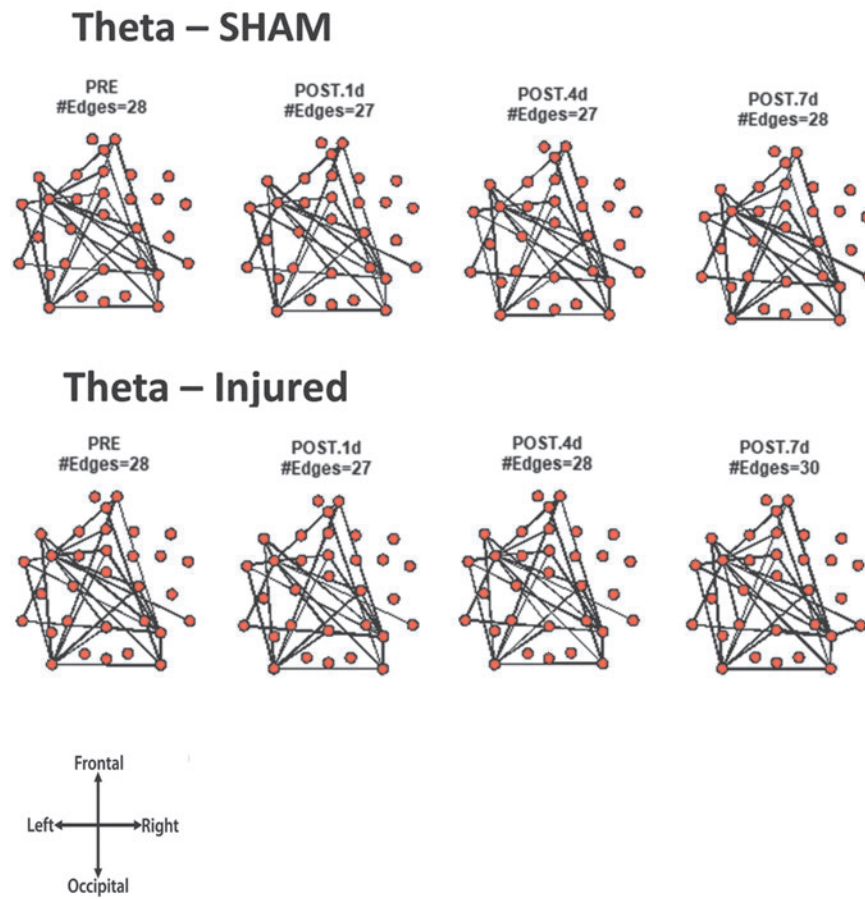 Theta – SHAM
PRE
#Edges=28
POST.1d
#Edges=27
POST.4d
#Edges=27
POST.7d
#Edges=28
Theta – Injured
PRE
#Edges=28
POST.1d
#Edges=27
POST.4d
#Edges=28
POST.7d
#Edges=30
Frontal
Left
Right
Occipital